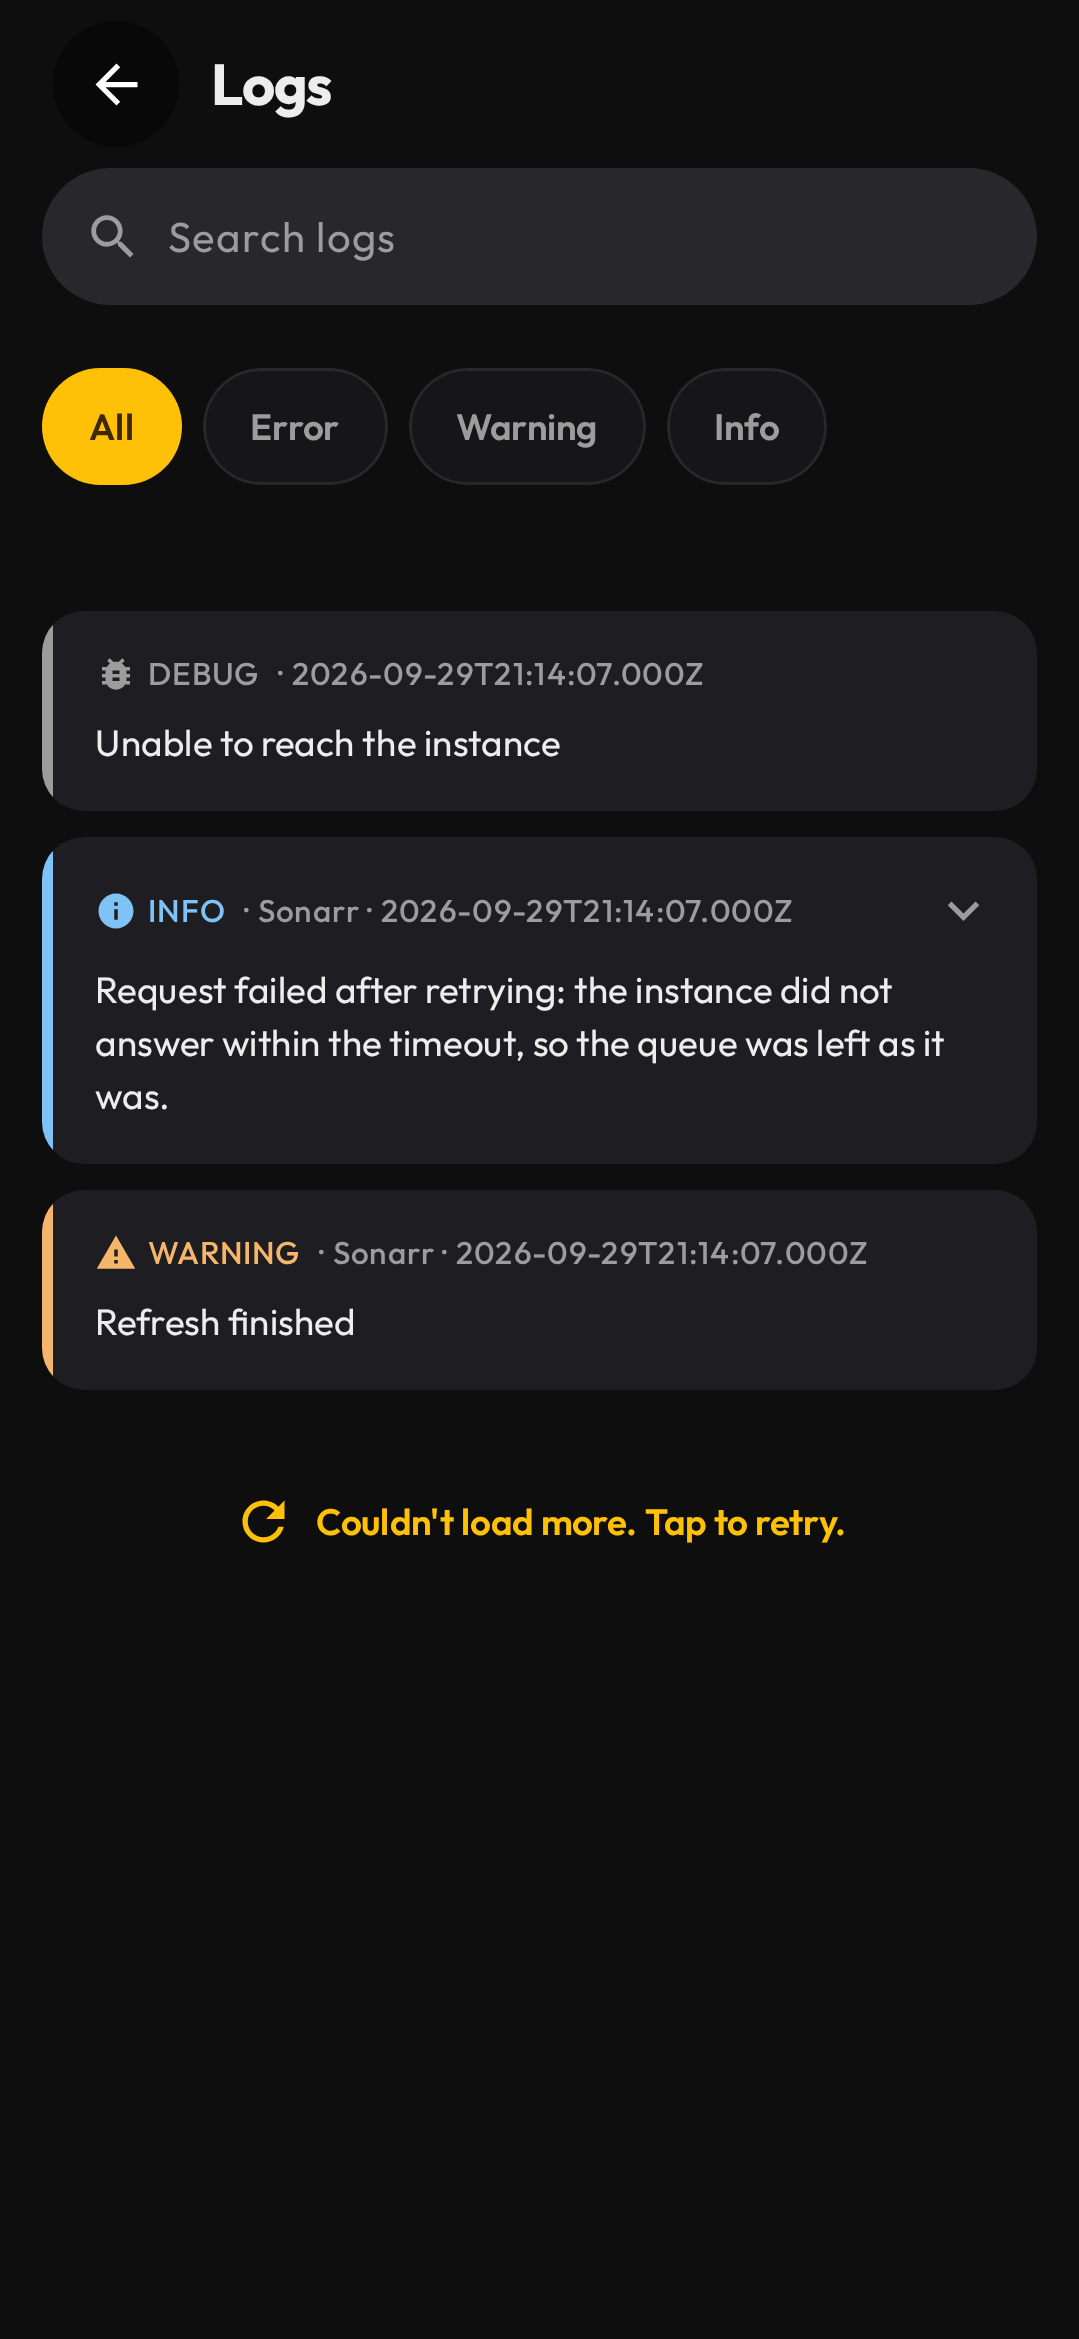 Logs
Search logs
All Error Warning Info
DEBUG · 2026-09-29T21:14:07.000Z
Unable to reach the instance
INFO · Sonarr · 2026-09-29T21:14:07.000Z
Request failed after retrying: the instance did not
answer within the timeout, so the queue was left as it
was.
WARNING · Sonarr · 2026-09-29T21:14:07.000Z
Refresh finished
Couldn't load more. Tap to retry.